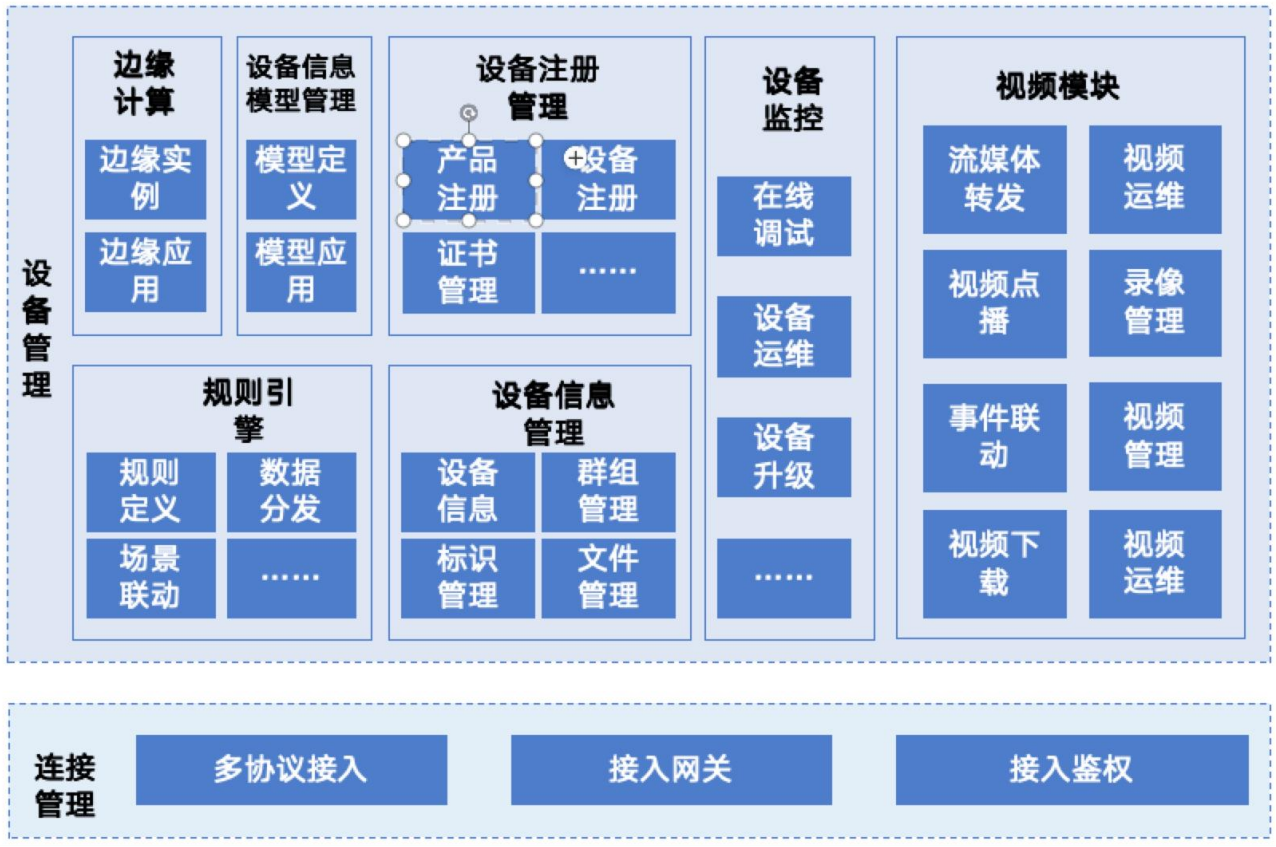 设
备
管
理
边缘
计算
边缘实
例
边缘应
用
设备信息
模型管理
模型定
义
模型应
用
设备注册
管理
产品
注册
设备
注册
证书
管理
······
规则引
擎
规则
定义
数据
分发
场景
联动
······
设备信息
管理
设备
信息
群组
管理
标识
管理
文件
管理
设备
监控
在线
调试
设备
运维
设备
升级
······
视频模块
流媒体
转发
视频
运维
视频点
播
录像
管理
事件联
动
视频
管理
视频下
载
视频
运维
连接
管理
多协议接入
接入网关
接入鉴权